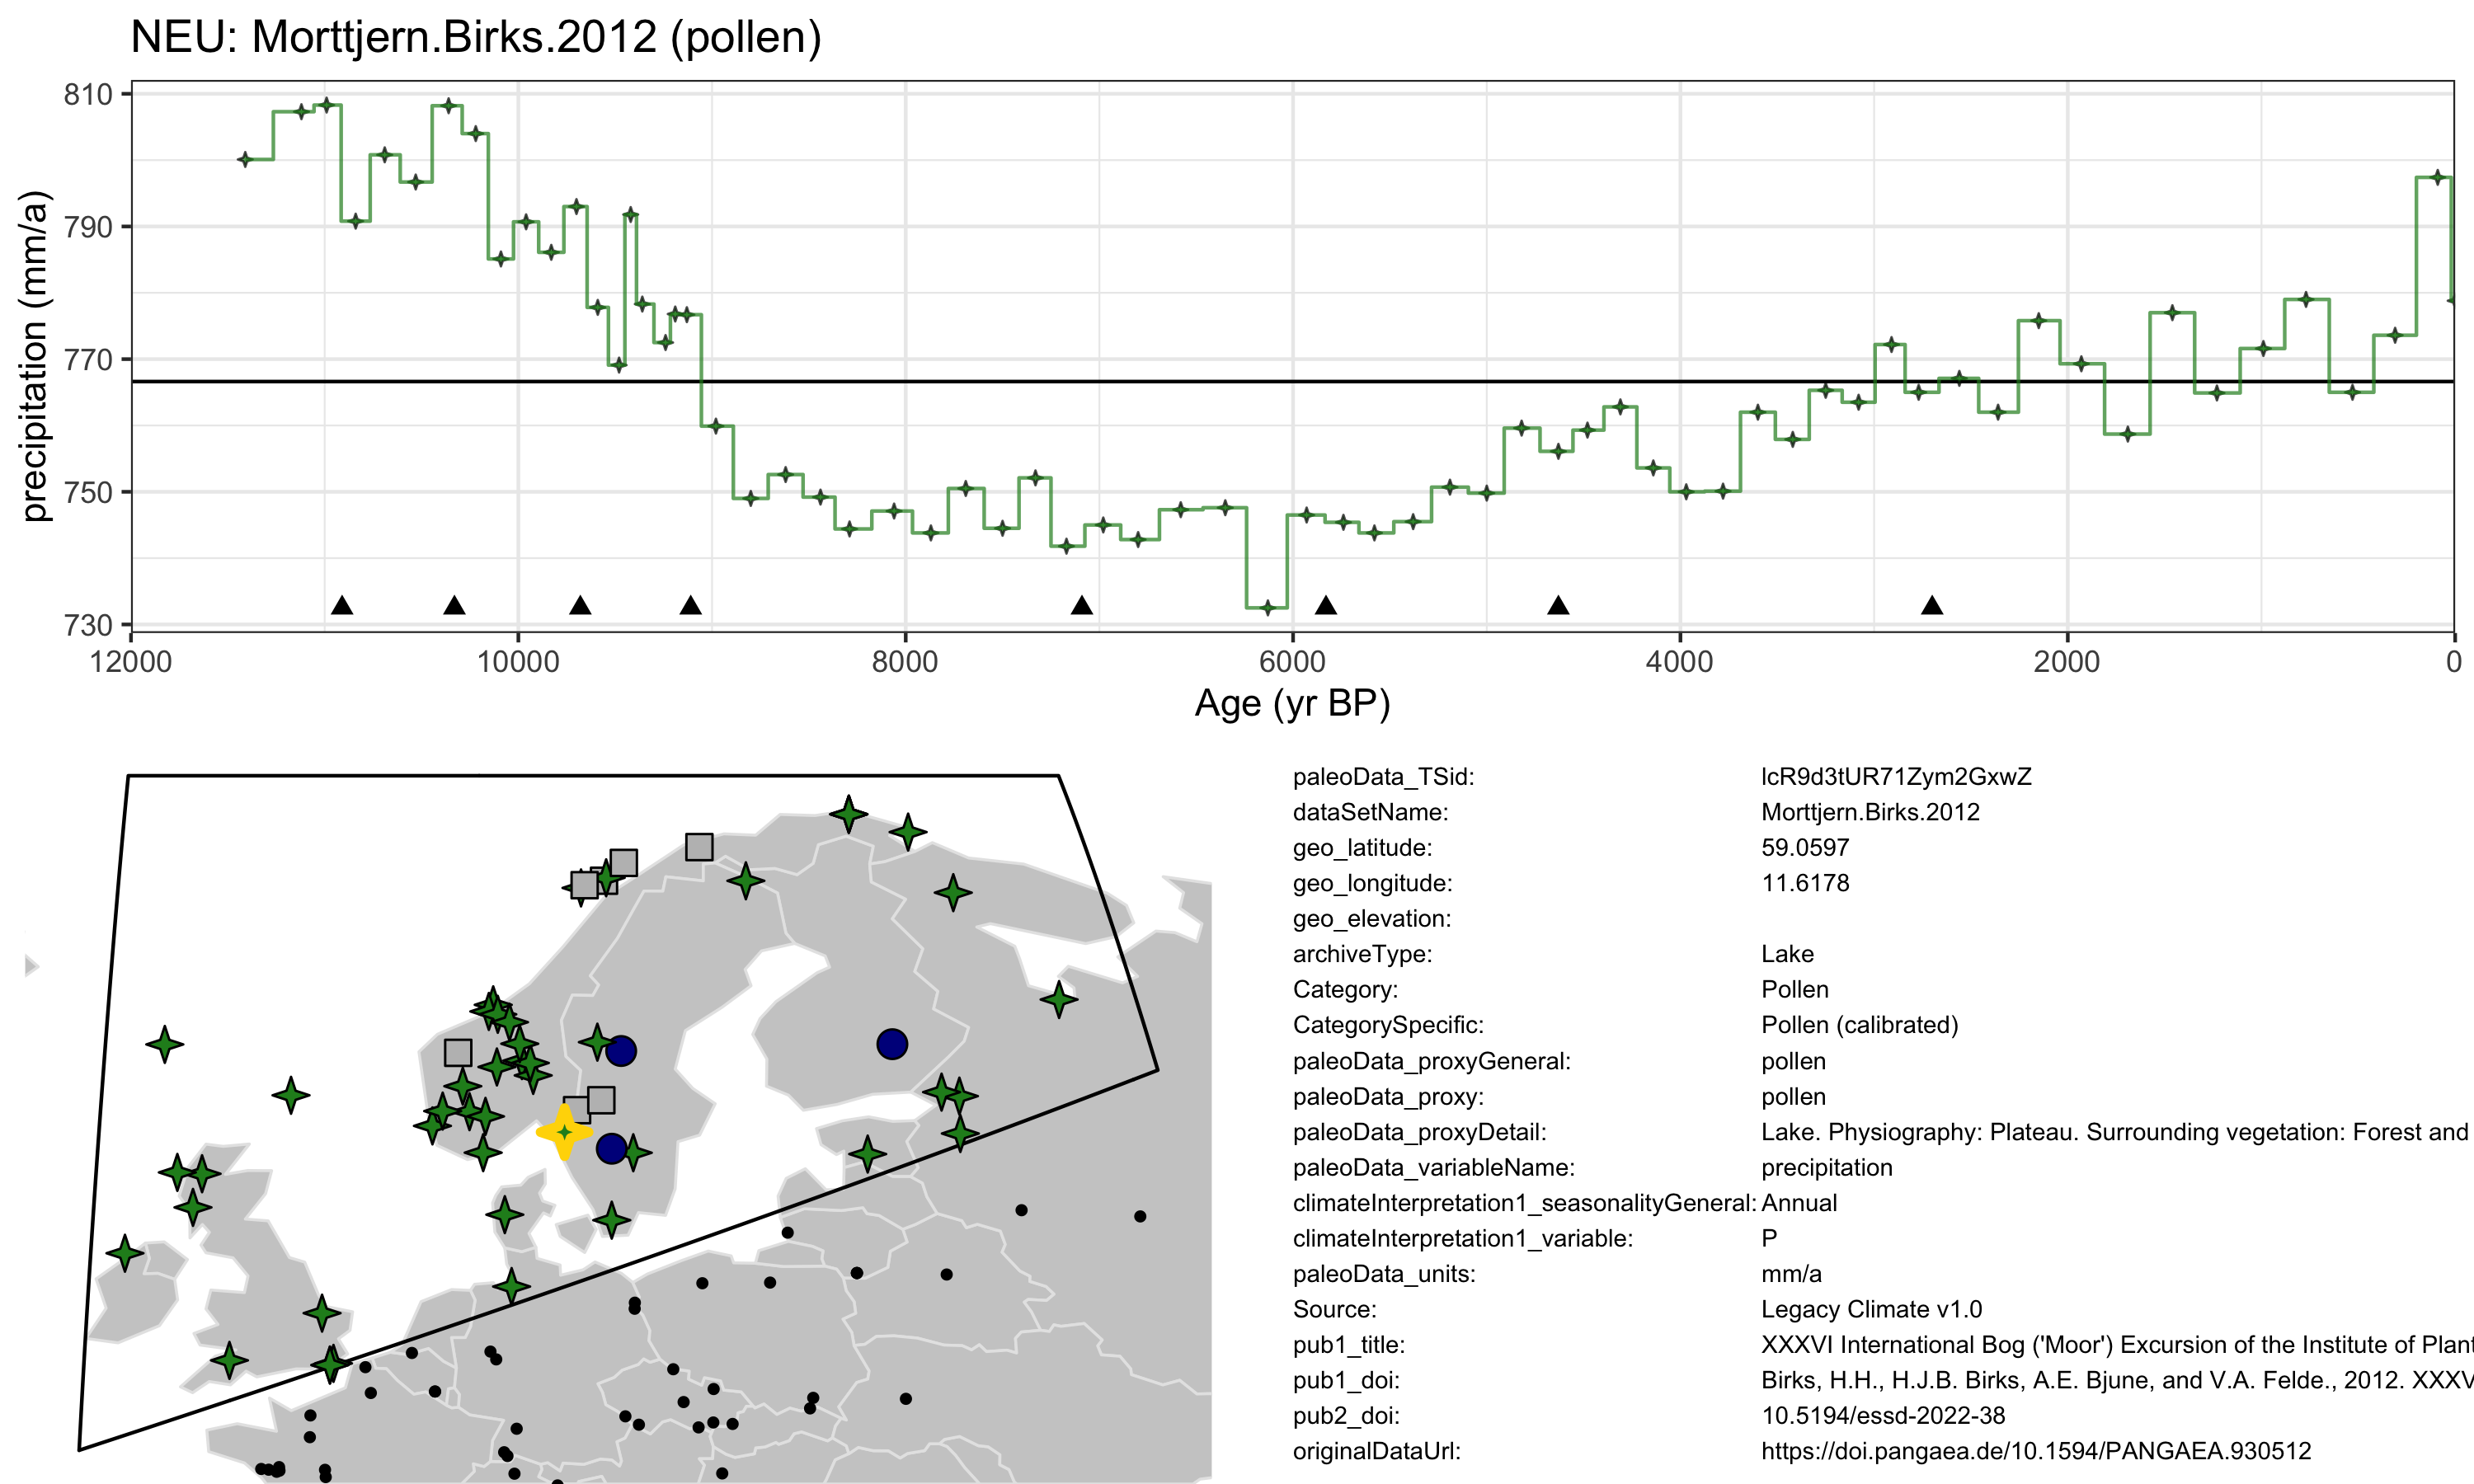 NEU: Morttjern.Birks.2012 (pollen)
precipitation (mm/a)
810
790
770
750
730
12000 10000 8000 6000 4000 2000 0
Age (yr BP)
paleoData_TSid: lcR9d3tUR71Zym2GxwZ
dataSetName: Morttjern.Birks.2012
geo_latitude: 59.0597
geo_longitude: 11.6178
geo_elevation:
archiveType: Lake
Category: Pollen
CategorySpecific: Pollen (calibrated)
paleoData_proxyGeneral: pollen
paleoData_proxy: pollen
paleoData_proxyDetail: Lake. Physiography: Plateau. Surrounding vegetation: Forest and
paleoData_variableName: precipitation
climateInterpretation1_seasonalityGeneral: Annual
climateInterpretation1_variable: P
paleoData_units: mm/a
Source: Legacy Climate v1.0
pub1_title: XXXVI International Bog ('Moor') Excursion of the Institute of Plant
pub1_doi: Birks, H.H., H.J.B. Birks, A.E. Bjune, and V.A. Felde., 2012. XXXV
pub2_doi: 10.5194/essd-2022-38
originalDataUrl: https://doi.pangaea.de/10.1594/PANGAEA.930512